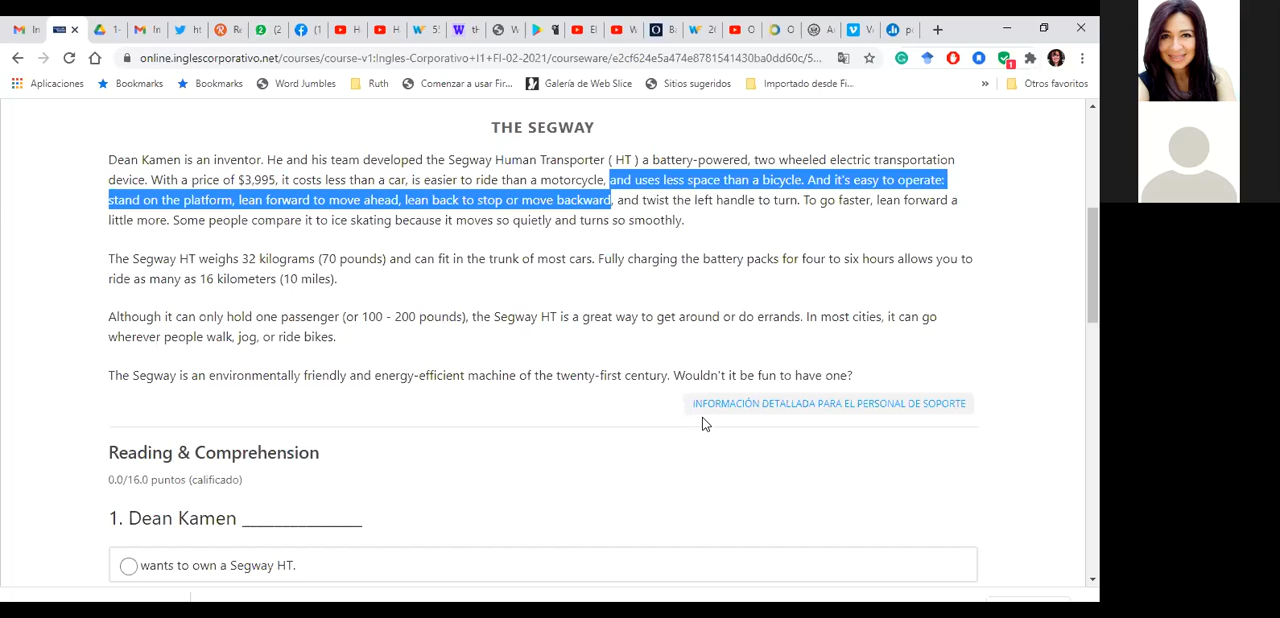 online.inglescorporativo.net/courses/course-v1:Ingles-Corporativo+I1+FI-02-2021/courseware/e2cf624e5a474e8781541430ba0dd60c/5...
Aplicaciones Bookmarks Bookmarks Word Jumbles Ruth Comenzar a usar Fir... Galería de Web Slice Sitios sugeridos Importado desde Fi... » Otros favoritos
THE SEGWAY
Dean Kamen is an inventor. He and his team developed the Segway Human Transporter ( HT ) a battery-powered, two wheeled electric transportation
device. With a price of $3,995, it costs less than a car, is easier to ride than a motorcycle, and uses less space than a bicycle. And it's easy to operate:
stand on the platform, lean forward to move ahead, lean back to stop or move backward, and twist the left handle to turn. To go faster, lean forward a
little more. Some people compare it to ice skating because it moves so quietly and turns so smoothly.
The Segway HT weighs 32 kilograms (70 pounds) and can fit in the trunk of most cars. Fully charging the battery packs for four to six hours allows you to
ride as many as 16 kilometers (10 miles).
Although it can only hold one passenger (or 100 - 200 pounds), the Segway HT is a great way to get around or do errands. In most cities, it can go
wherever people walk, jog, or ride bikes.
The Segway is an environmentally friendly and energy-efficient machine of the twenty-first century. Wouldn't it be fun to have one?
INFORMACIÓN DETALLADA PARA EL PERSONAL DE SOPORTE
Reading & Comprehension
0.0/16.0 puntos (calificado)
1. Dean Kamen _______________
wants to own a Segway HT.